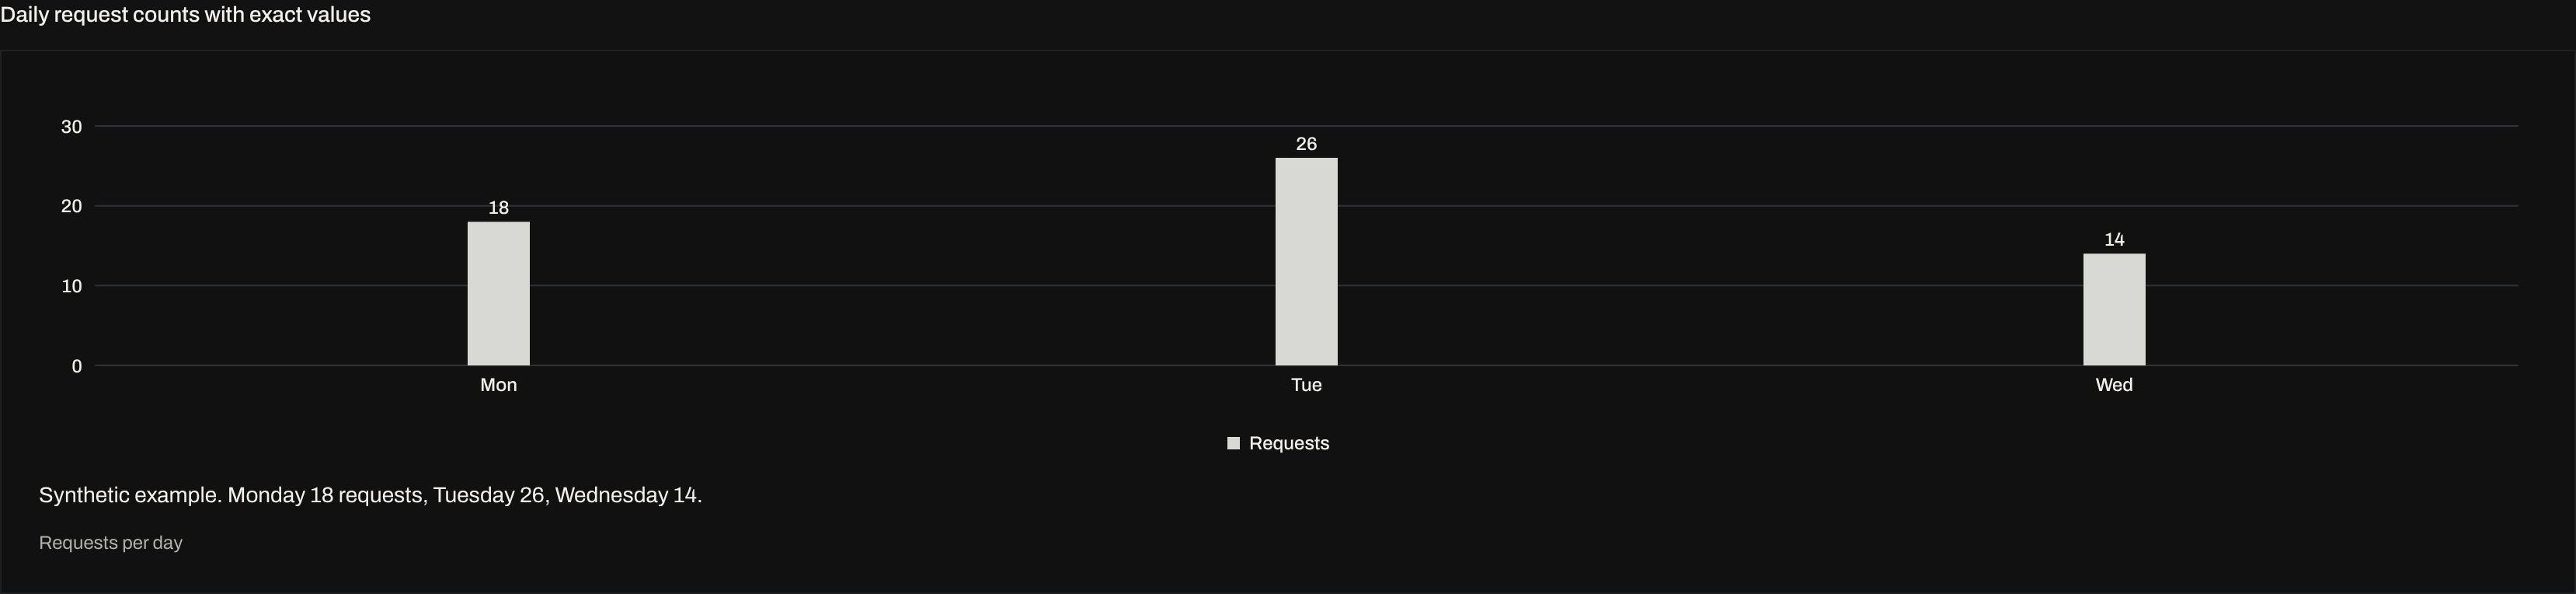 Daily request counts with exact values
30
26
20
18
14
10
0
Mon
Tue
Wed
Requests
Synthetic example. Monday 18 requests, Tuesday 26, Wednesday 14.
Requests per day